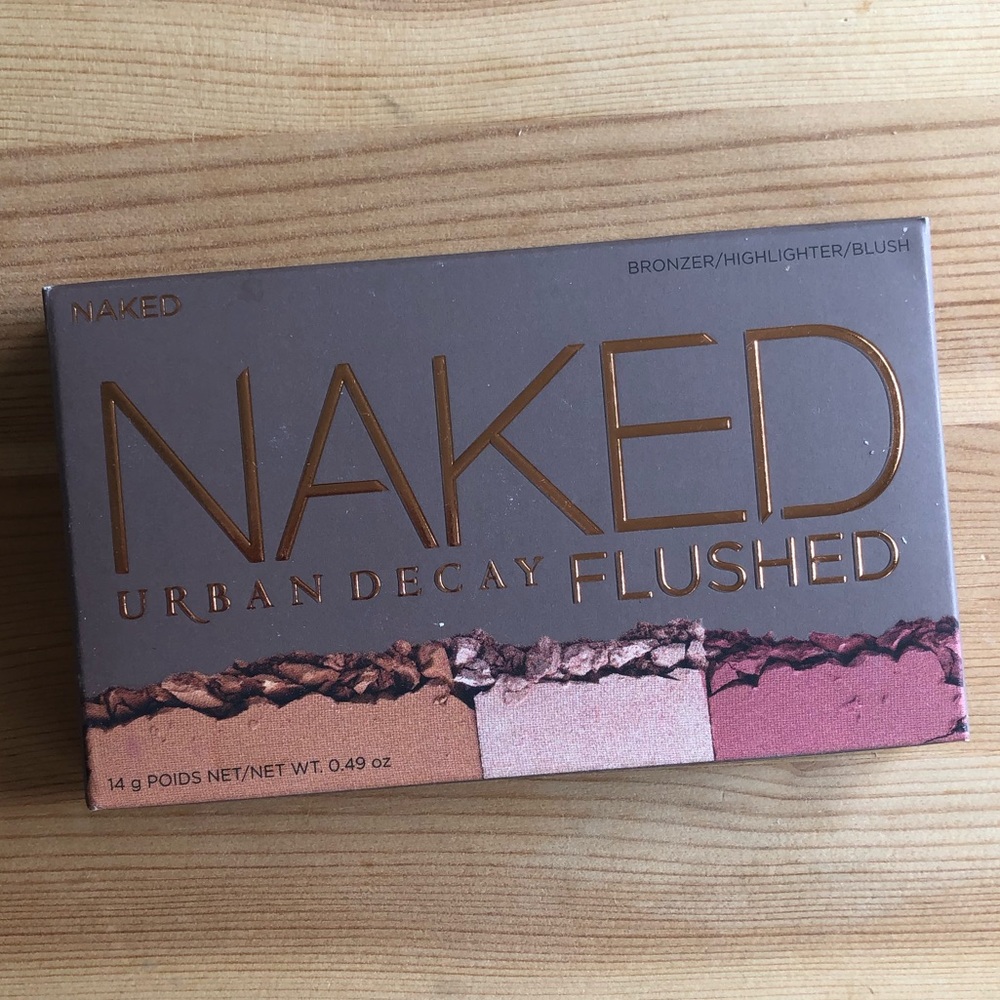 BRONZER/HIGHLIGHTER/BLUSH
NAKED
NAKED
URBAN DECAY FLUSHED
14 g POIDS NET/NET WT. 0.49 oz